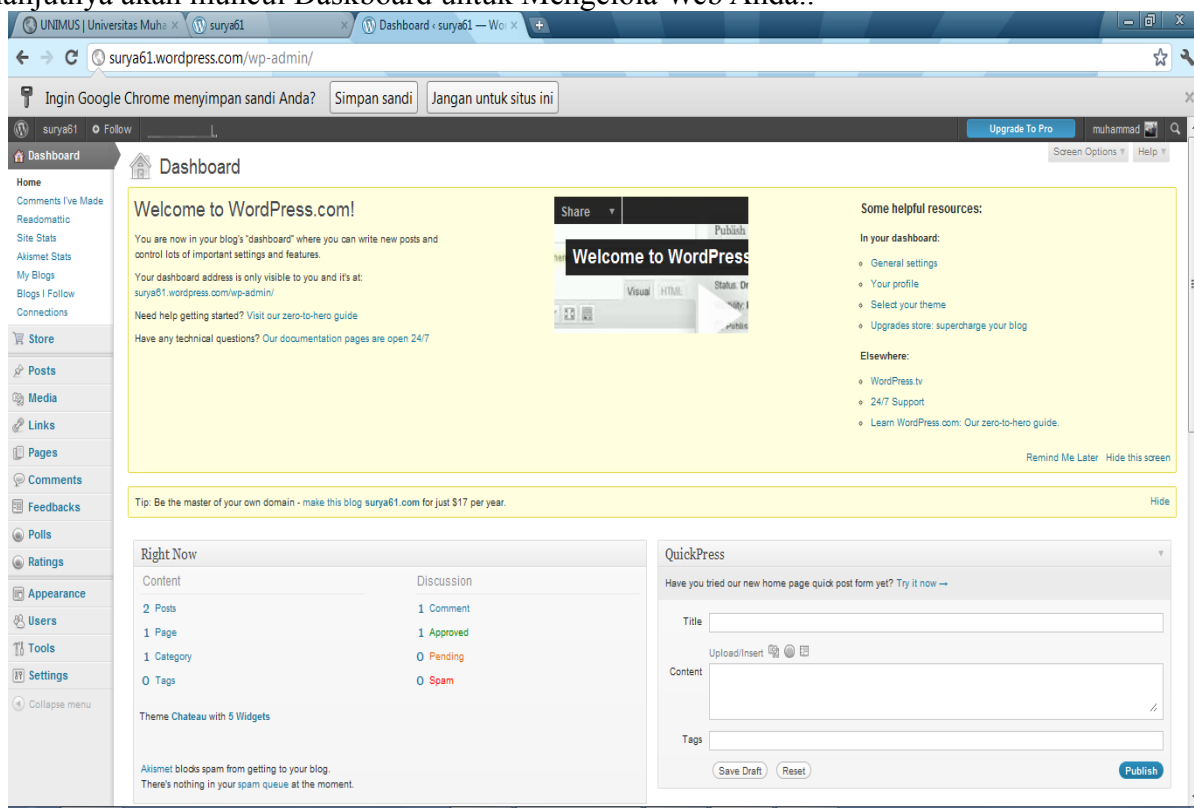 anjutnya akan muncul Daskboard untuk Mengelola Web Anda..
UNIMUS | Universitas Muha
surya61
Dashboard ‹ surya61 — Wor
surya61.wordpress.com/wp-admin/
Ingin Google Chrome menyimpan sandi Anda? Simpan sandi Jangan untuk situs ini
surya61 Follow
Upgrade To Pro muhammad
Screen Options Help
Dashboard
Home
Comments I've Made
Readomattic
Site Stats
Akismet Stats
My Blogs
Blogs I Follow
Connections
Store
Posts
Media
Links
Pages
Comments
Feedbacks
Polls
Ratings
Appearance
Users
Tools
Settings
Collapse menu
Dashboard
Welcome to WordPress.com!
You are now in your blog's "dashboard" where you can write new posts and
control lots of important settings and features.
Your dashboard address is only visible to you and it's at:
surya61.wordpress.com/wp-admin/
Need help getting started? Visit our zero-to-hero guide
Have any technical questions? Our documentation pages are open 24/7
Share
Publish
Welcome to WordPress
Visual HTML
Status: Dr
Publis
Some helpful resources:
In your dashboard:
General settings
Your profile
Select your theme
Upgrades store: supercharge your blog
Elsewhere:
WordPress.tv
24/7 Support
Learn WordPress.com: Our zero-to-hero guide.
Remind Me Later Hide this screen
Tip: Be the master of your own domain - make this blog surya61.com for just $17 per year.
Hide
Right Now
Content
2 Posts
1 Page
1 Category
0 Tags
Discussion
1 Comment
1 Approved
0 Pending
0 Spam
Theme Chateau with 5 Widgets
Akismet blocks spam from getting to your blog.
There's nothing in your spam queue at the moment.
QuickPress
Have you tried our new home page quick post form yet? Try it now →
Title
Upload/Insert
Content
Tags
Save Draft Reset Publish